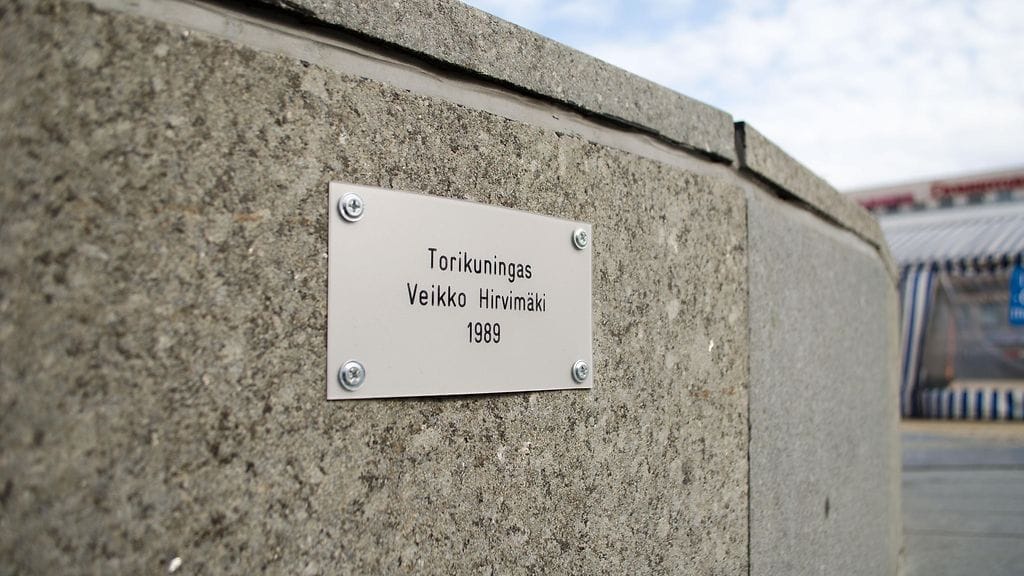 Torikuningas
Veikko Hirvimäki
1989